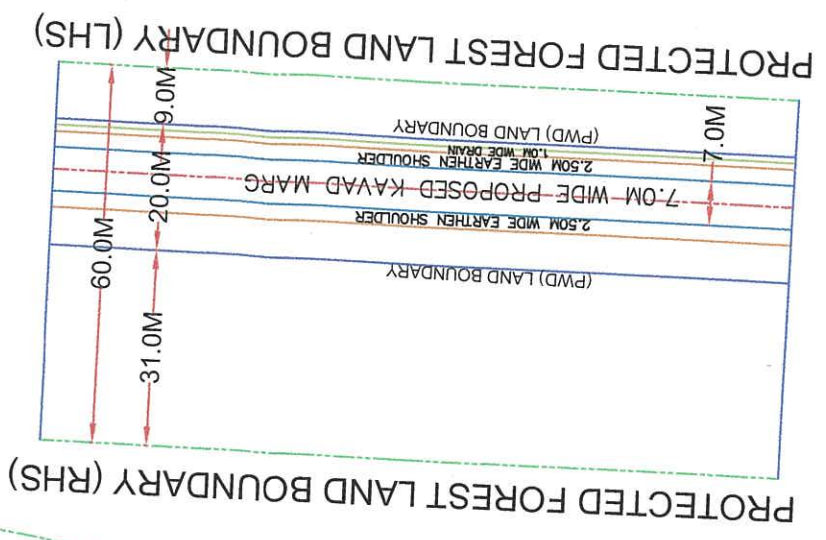 PROTECTED FOREST LAND BOUNDARY (LHS)
9.0M
(PWD) LAND BOUNDARY
7.0M
1.0M WIDE DRAIN
2.50M WIDE EARTHEN SHOULDER
7.0M WIDE PROPOSED KAVAD MARG
20.0M
2.50M WIDE EARTHEN SHOULDER
60.0M
(PWD) LAND BOUNDARY
31.0M
PROTECTED FOREST LAND BOUNDARY (RHS)